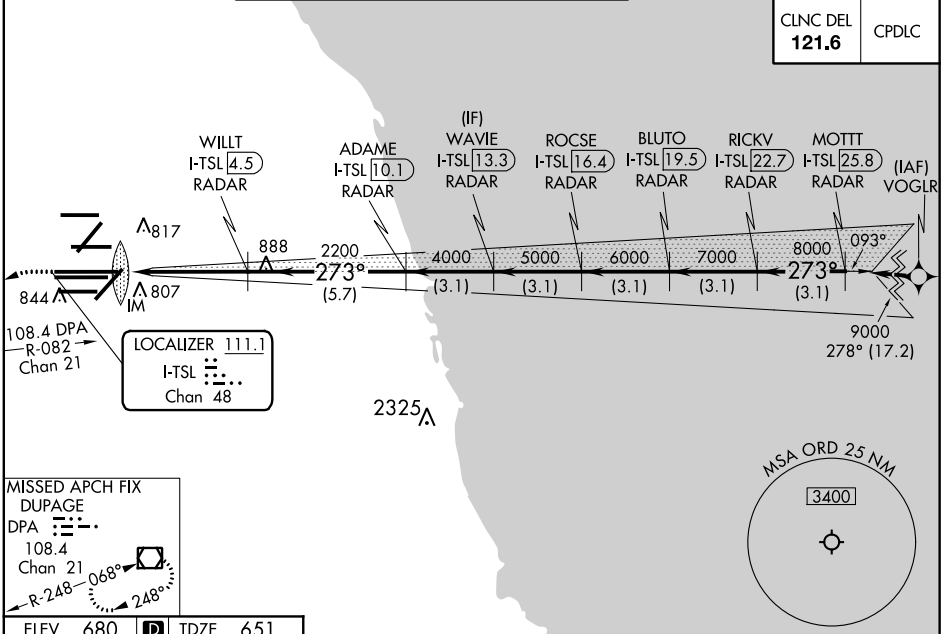 CLNC DEL
121.6
CPDLC
WILLT
I-TSL 4.5
RADAR
ADAME
I-TSL 10.1
RADAR
(IF)
WAVIE
I-TSL 13.3
RADAR
ROCSE
I-TSL 16.4
RADAR
BLUTO
I-TSL 19.5
RADAR
RICKV
I-TSL 22.7
RADAR
MOTTT
I-TSL 25.8
RADAR
(IAF)
VOGLR
817
888
2200
4000
5000
6000
7000
8000
093°
273°
273°
(5.7)
(3.1)
(3.1)
(3.1)
(3.1)
(3.1)
844
807
IM
9000
278° (17.2)
108.4 DPA
R-082
Chan 21
LOCALIZER 111.1
I-TSL
Chan 48
2325
MSA ORD 25 NM
3400
MISSED APCH FIX
DUPAGE
DPA
108.4
Chan 21
R-248
068°
248°
ELEV 680 D TDZE 651